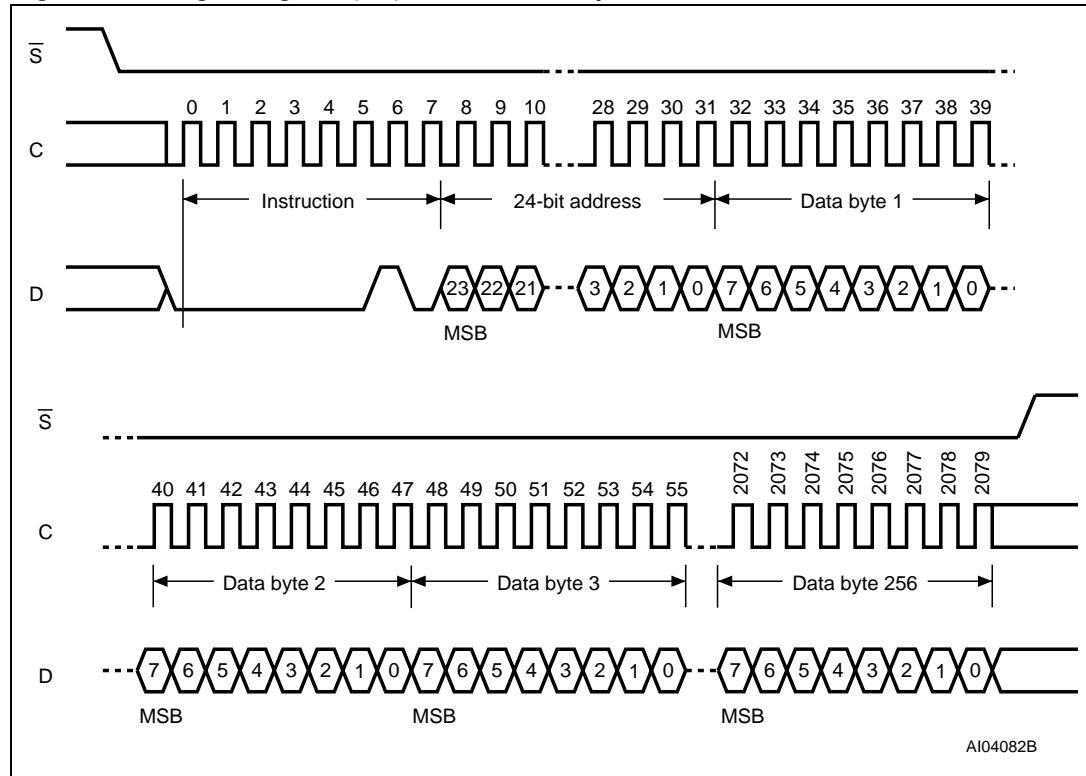 S
0 1 2 3 4 5 6 7 8 9 10 28 29 30 31 32 33 34 35 36 37 38 39
C
Instruction 24-bit address Data byte 1
D 23 22 21 3 2 1 0 7 6 5 4 3 2 1 0
MSB MSB
S
40 41 42 43 44 45 46 47 48 49 50 51 52 53 54 55 2072 2073 2074 2075 2076 2077 2078 2079
C
Data byte 2 Data byte 3 Data byte 256
D 7 6 5 4 3 2 1 0 7 6 5 4 3 2 1 0 7 6 5 4 3 2 1 0
MSB MSB MSB
AI04082B